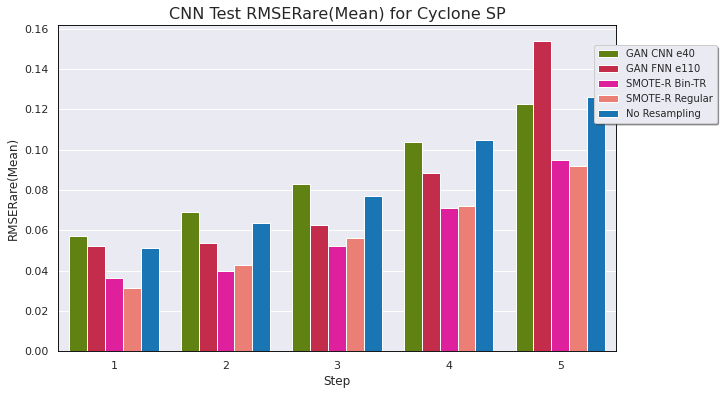 CNN Test RMSERare(Mean) for Cyclone SP
RMSERare(Mean)
0.16
0.14
0.12
0.10
0.08
0.06
0.04
0.02
0.00
1 2 3 4 5
Step
GAN CNN e40
GAN FNN e110
SMOTE-R Bin-TR
SMOTE-R Regular
No Resampling